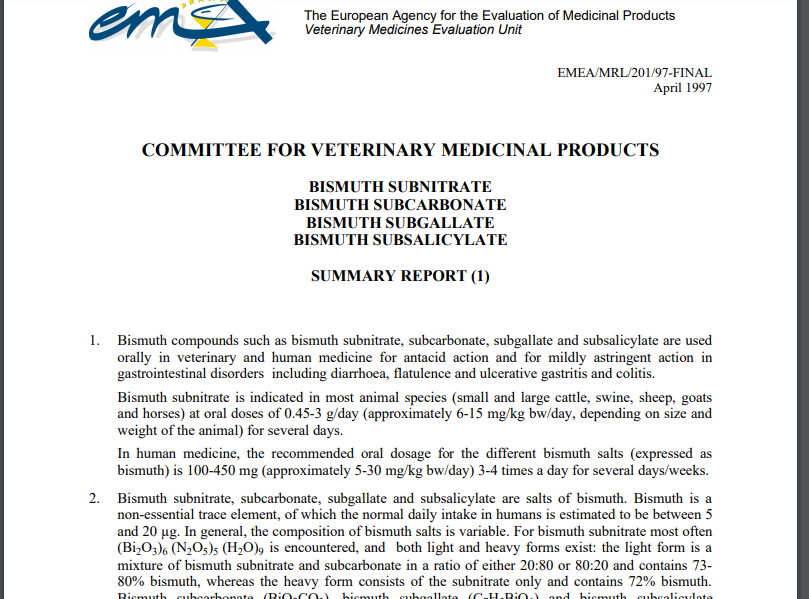 emea
The European Agency for the Evaluation of Medicinal Products
Veterinary Medicines Evaluation Unit
EMEA/MRL/201/97-FINAL
April 1997
COMMITTEE FOR VETERINARY MEDICINAL PRODUCTS
BISMUTH SUBNITRATE
BISMUTH SUBCARBONATE
BISMUTH SUBGALLATE
BISMUTH SUBSALICYLATE
SUMMARY REPORT (1)
1. Bismuth compounds such as bismuth subnitrate, subcarbonate, subgallate and subsalicylate are used
orally in veterinary and human medicine for antacid action and for mildly astringent action in
gastrointestinal disorders including diarrhoea, flatulence and ulcerative gastritis and colitis.
Bismuth subnitrate is indicated in most animal species (small and large cattle, swine, sheep, goats
and horses) at oral doses of 0.45-3 g/day (approximately 6-15 mg/kg bw/day, depending on size and
weight of the animal) for several days.
In human medicine, the recommended oral dosage for the different bismuth salts (expressed as
bismuth) is 100-450 mg (approximately 5-30 mg/kg bw/day) 3-4 times a day for several days/weeks.
2. Bismuth subnitrate, subcarbonate, subgallate and subsalicylate are salts of bismuth. Bismuth is a
non-essential trace element, of which the normal daily intake in humans is estimated to be between 5
and 20 µg. In general, the composition of bismuth salts is variable. For bismuth subnitrate most often
(Bi₂O₃)₆ (N₂O₅)₅ (H₂O)₉ is encountered, and both light and heavy forms exist: the light form is a
mixture of bismuth subnitrate and subcarbonate in a ratio of either 20:80 or 80:20 and contains 73-
80% bismuth, whereas the heavy form consists of the subnitrate only and contains 72% bismuth.
Bismuth subcarbonate bismuth subgallate and bismuth subsalicylate